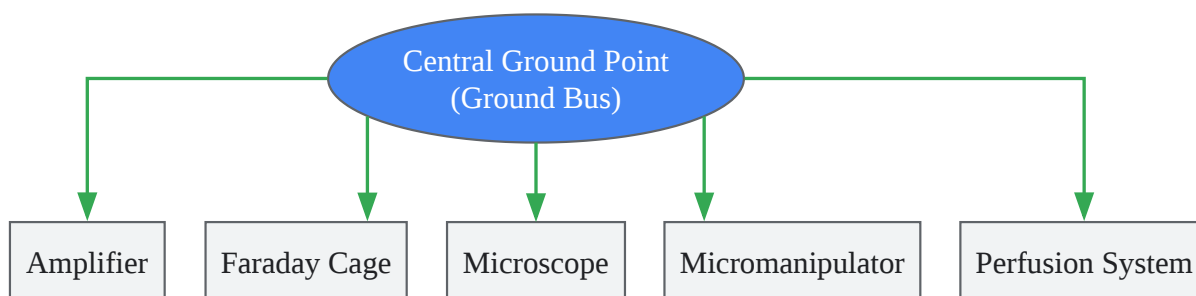 Central Ground Point
(Ground Bus)
Amplifier
Faraday Cage
Microscope
Micromanipulator
Perfusion System